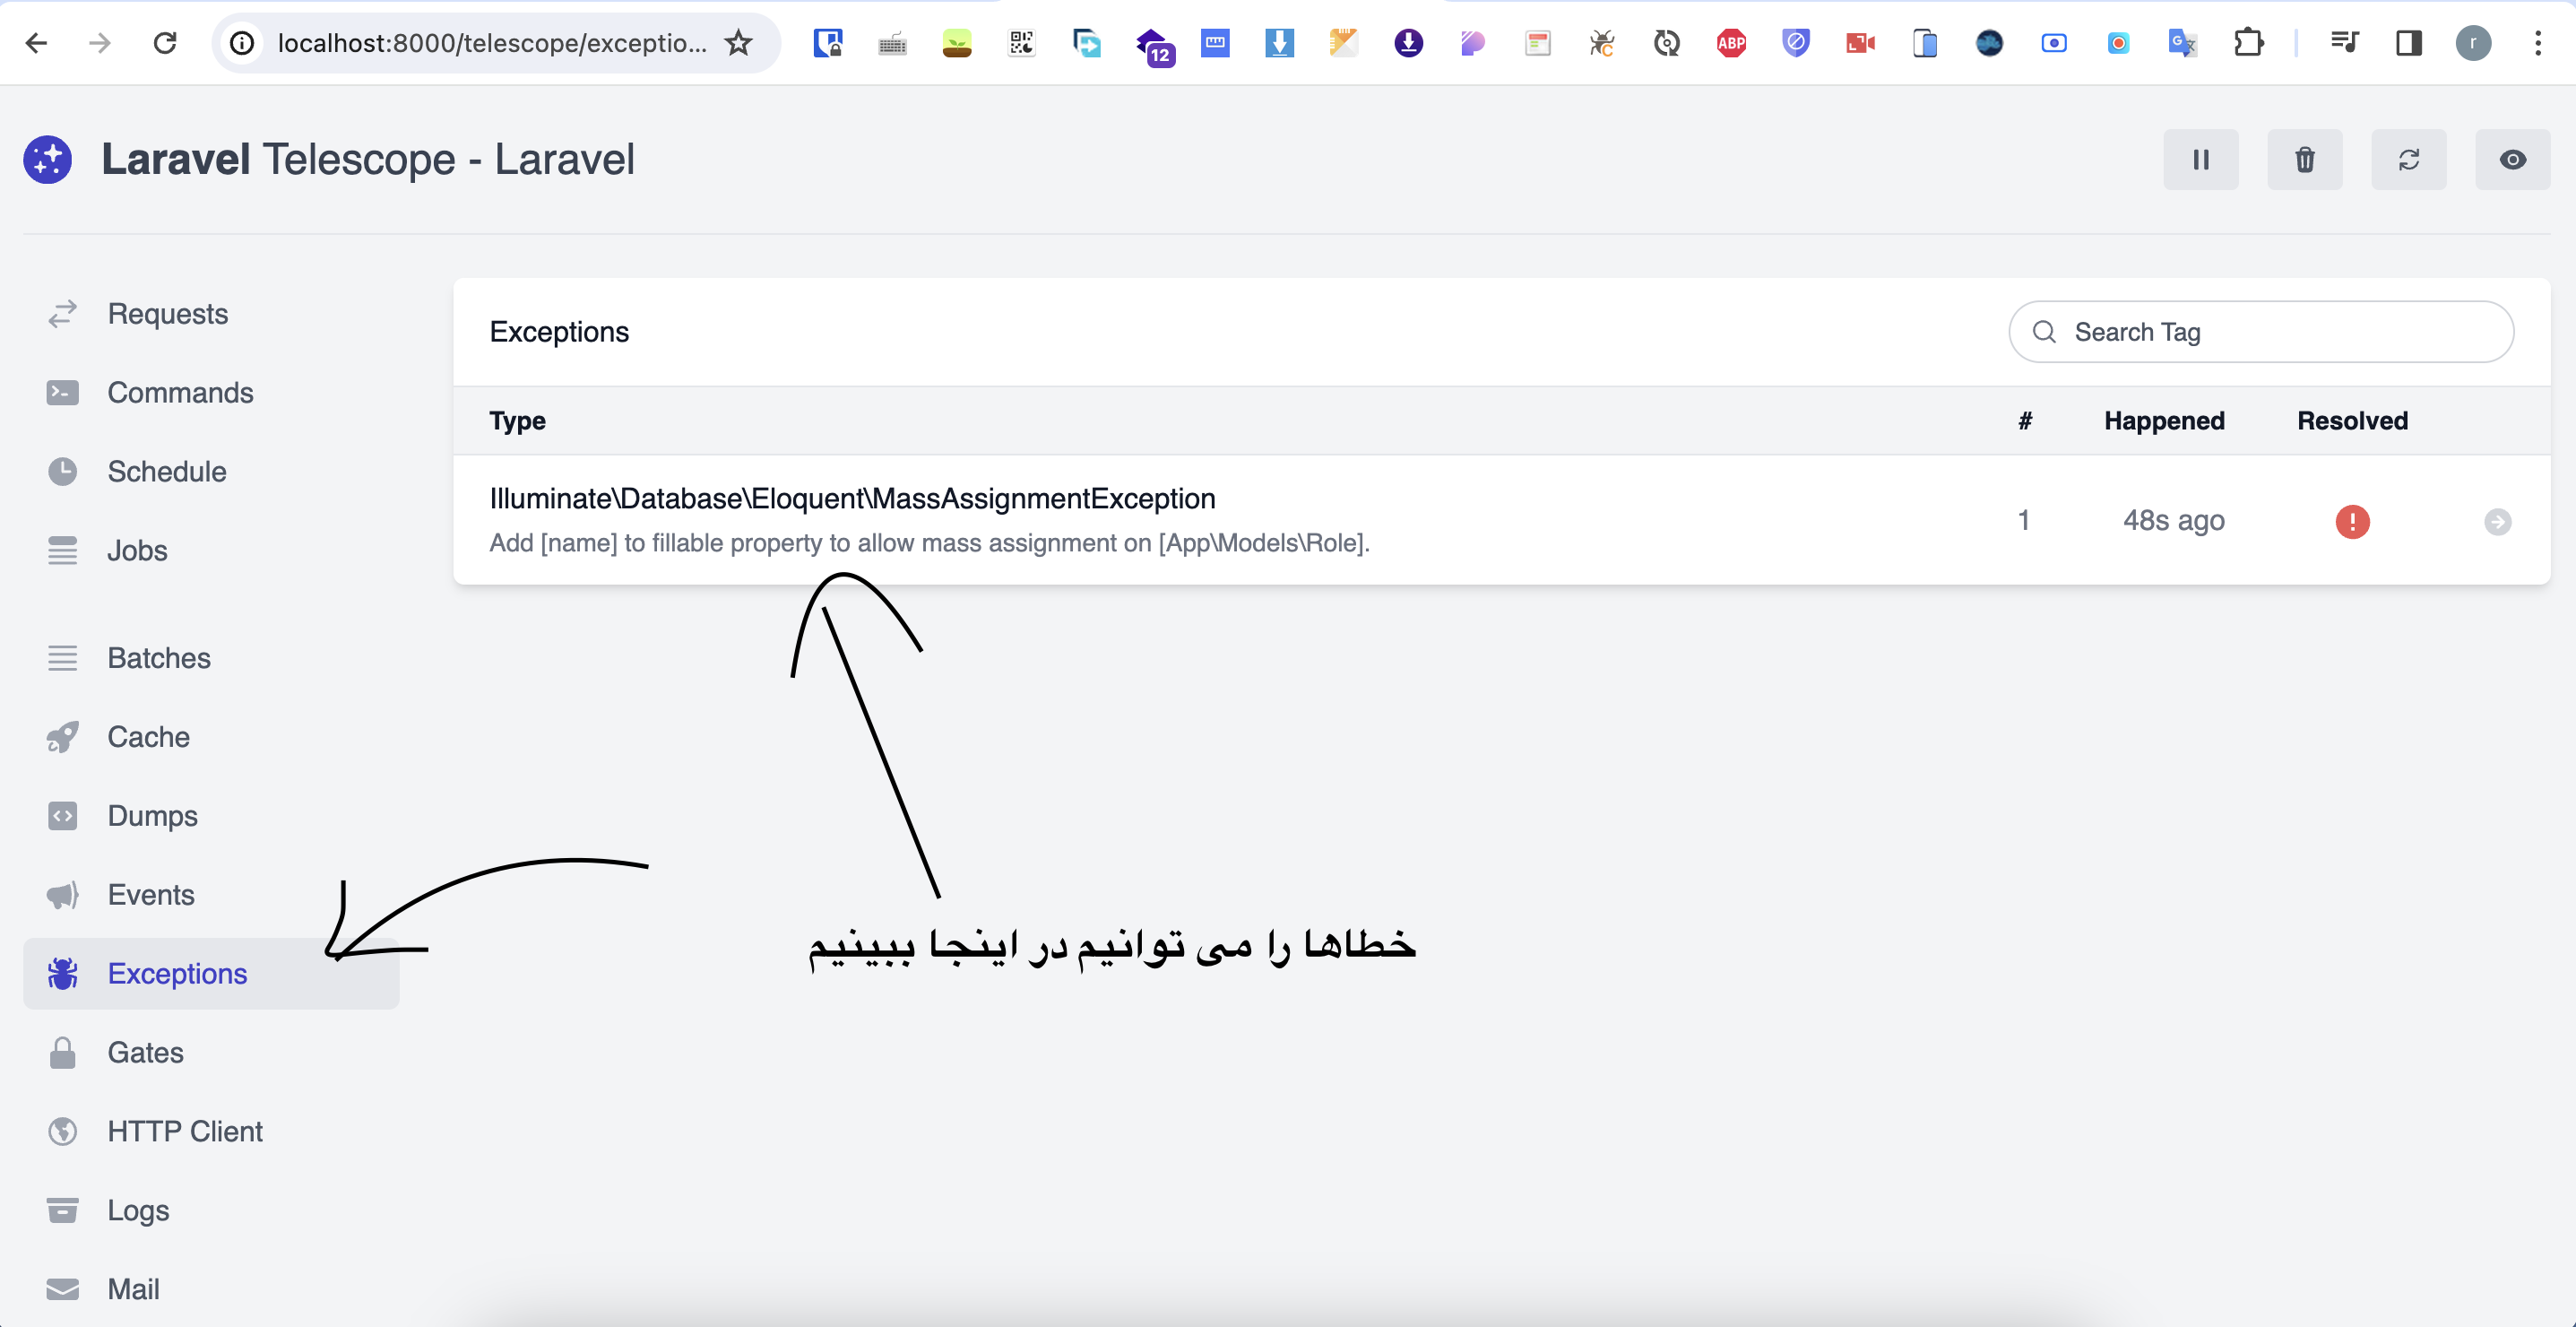 localhost:8000/telescope/exceptio...
12
ABP
G
r
Laravel Telescope - Laravel
Requests
Commands
Schedule
Jobs
Batches
Cache
Dumps
Events
Exceptions
Gates
HTTP Client
Logs
Mail
Exceptions
Search Tag
Type # Happened Resolved
Illuminate\Database\Eloquent\MassAssignmentException
Add [name] to fillable property to allow mass assignment on [App\Models\Role].
1 48s ago
خطاها را می توانیم در اینجا ببینیم